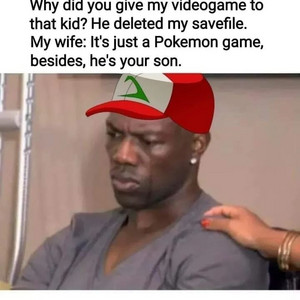 Why did you give my videogame to
that kid? He deleted my savefile.
My wife: It's just a Pokemon game,
besides, he's your son.